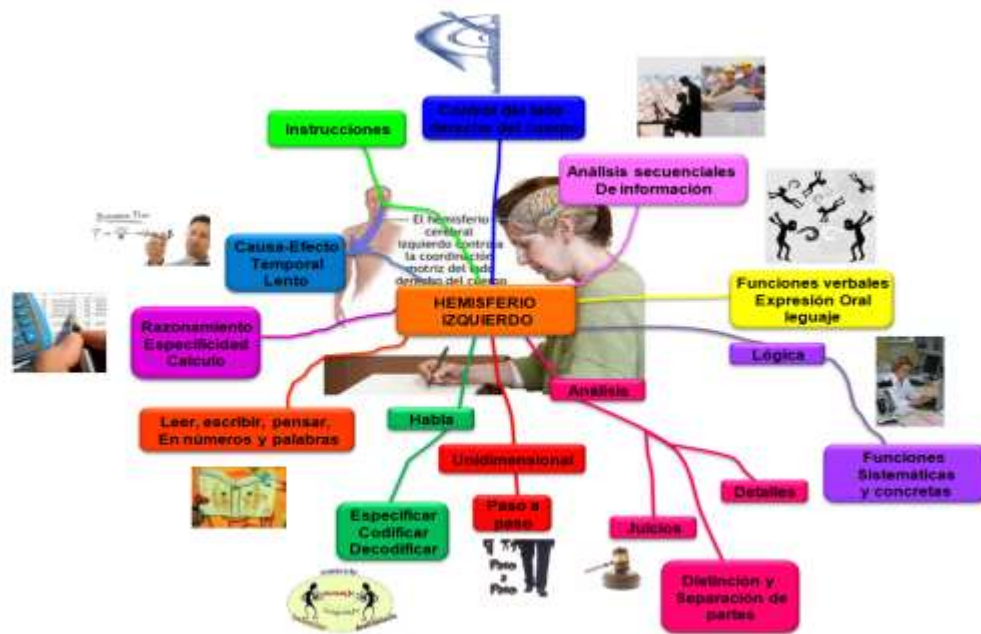 Control del lado
derecho del cuerpo
Instrucciones
Análisis secuenciales
De información
El hemisferio
cerebral
izquierdo controla
la coordinación
motriz del lado
derecho del cuerpo
Causa-Efecto
Temporal
Lento
Funciones verbales
Expresión Oral
leguaje
HEMISFERIO
IZQUIERDO
Razonamiento
Especificidad
Calculo
Lógica
Análisis
Leer, escribir, pensar,
En números y palabras
Habla
Unidimensional
Funciones
Sistemáticas
y concretas
Detalles
Paso a
paso
Especificar
Codificar
Decodificar
Juicios
Paso
a
Paso
Distinción y
Separación de
partes